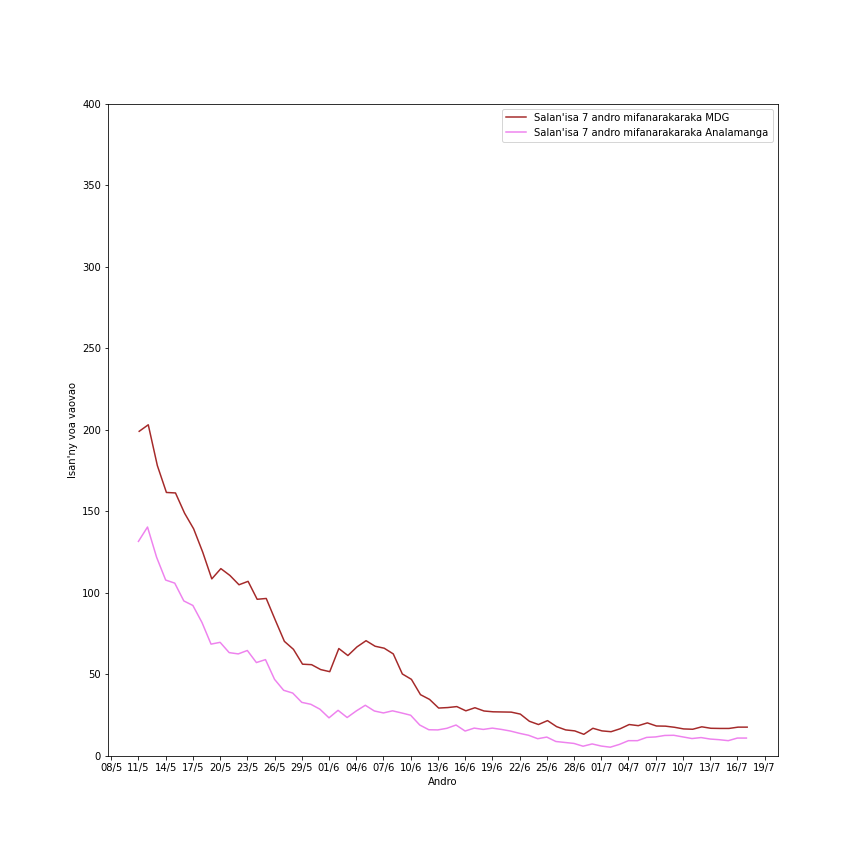 400
350
300
250
200
150
100
50
0
Isan'ny voa vaovao
Salan'isa 7 andro mifanarakaraka MDG
Salan'isa 7 andro mifanarakaraka Analamanga
08/5 11/5 14/5 17/5 20/5 23/5 26/5 29/5 01/6 04/6 07/6 10/6 13/6 16/6 19/6 22/6 25/6 28/6 01/7 04/7 07/7 10/7 13/7 16/7 19/7
Andro